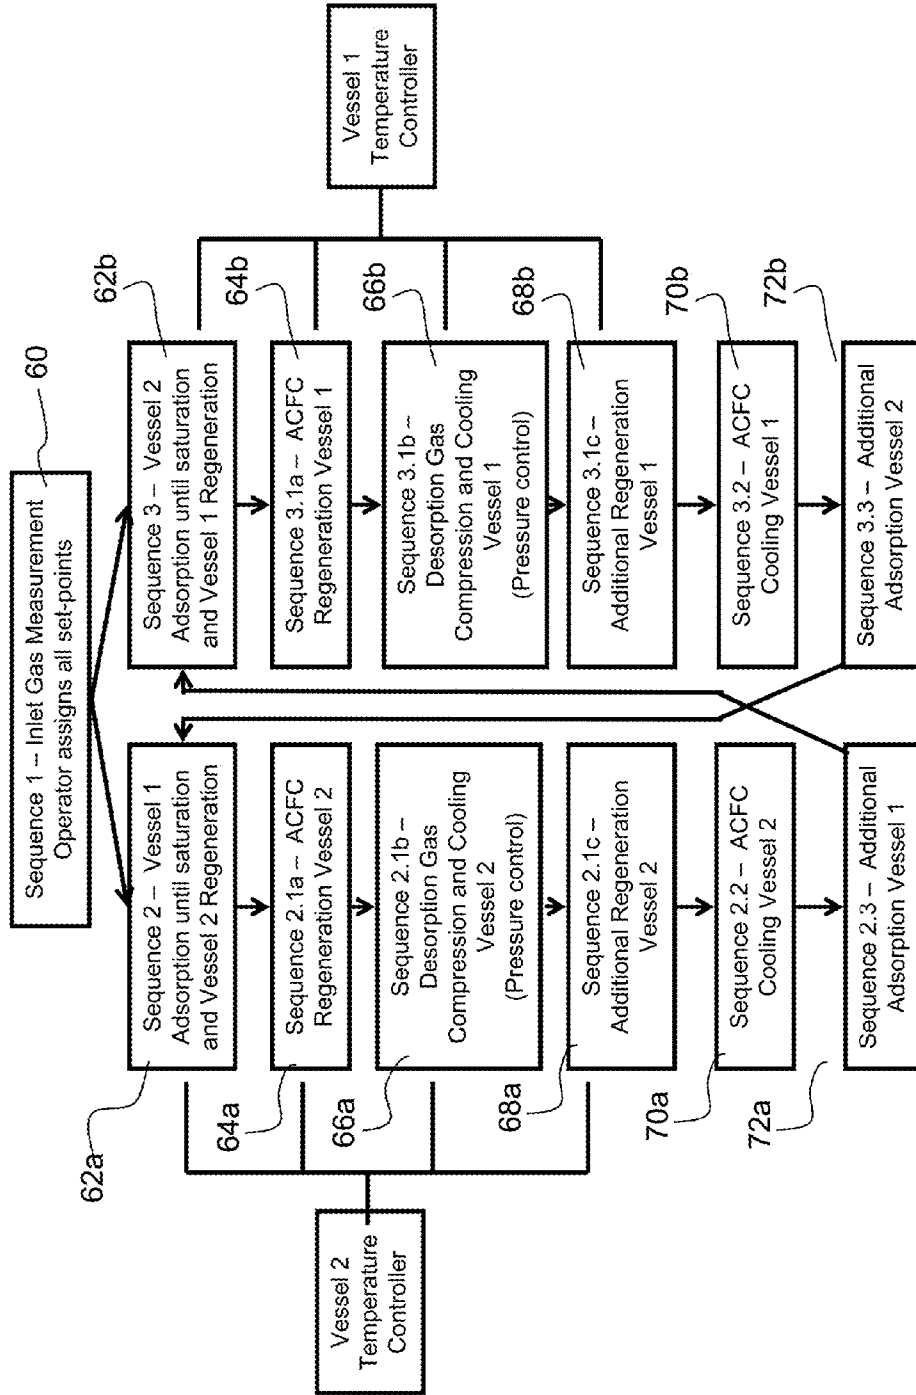 Sequence 1 – Inlet Gas Measurement
Operator assigns all set-points
60
Sequence 2 – Vessel 1
Adsorption until saturation
and Vessel 2 Regeneration
62a
Sequence 3 – Vessel 2
Adsorption until saturation
and Vessel 1 Regeneration
62b
Sequence 2.1a – ACFC
Regeneration Vessel 2
64a
Sequence 3.1a – ACFC
Regeneration Vessel 1
64b
Vessel 2
Temperature
Controller
Vessel 1
Temperature
Controller
Sequence 2.1b –
Desorption Gas
Compression and Cooling
Vessel 2
(Pressure control)
66a
Sequence 3.1b –
Desorption Gas
Compression and Cooling
Vessel 1
(Pressure control)
66b
Sequence 2.1c –
Additional Regeneration
Vessel 2
68a
Sequence 3.1c –
Additional Regeneration
Vessel 1
68b
Sequence 2.2 – ACFC
Cooling Vessel 2
70a
Sequence 3.2 – ACFC
Cooling Vessel 1
70b
Sequence 2.3 – Additional
Adsorption Vessel 1
72a
Sequence 3.3 – Additional
Adsorption Vessel 2
72b